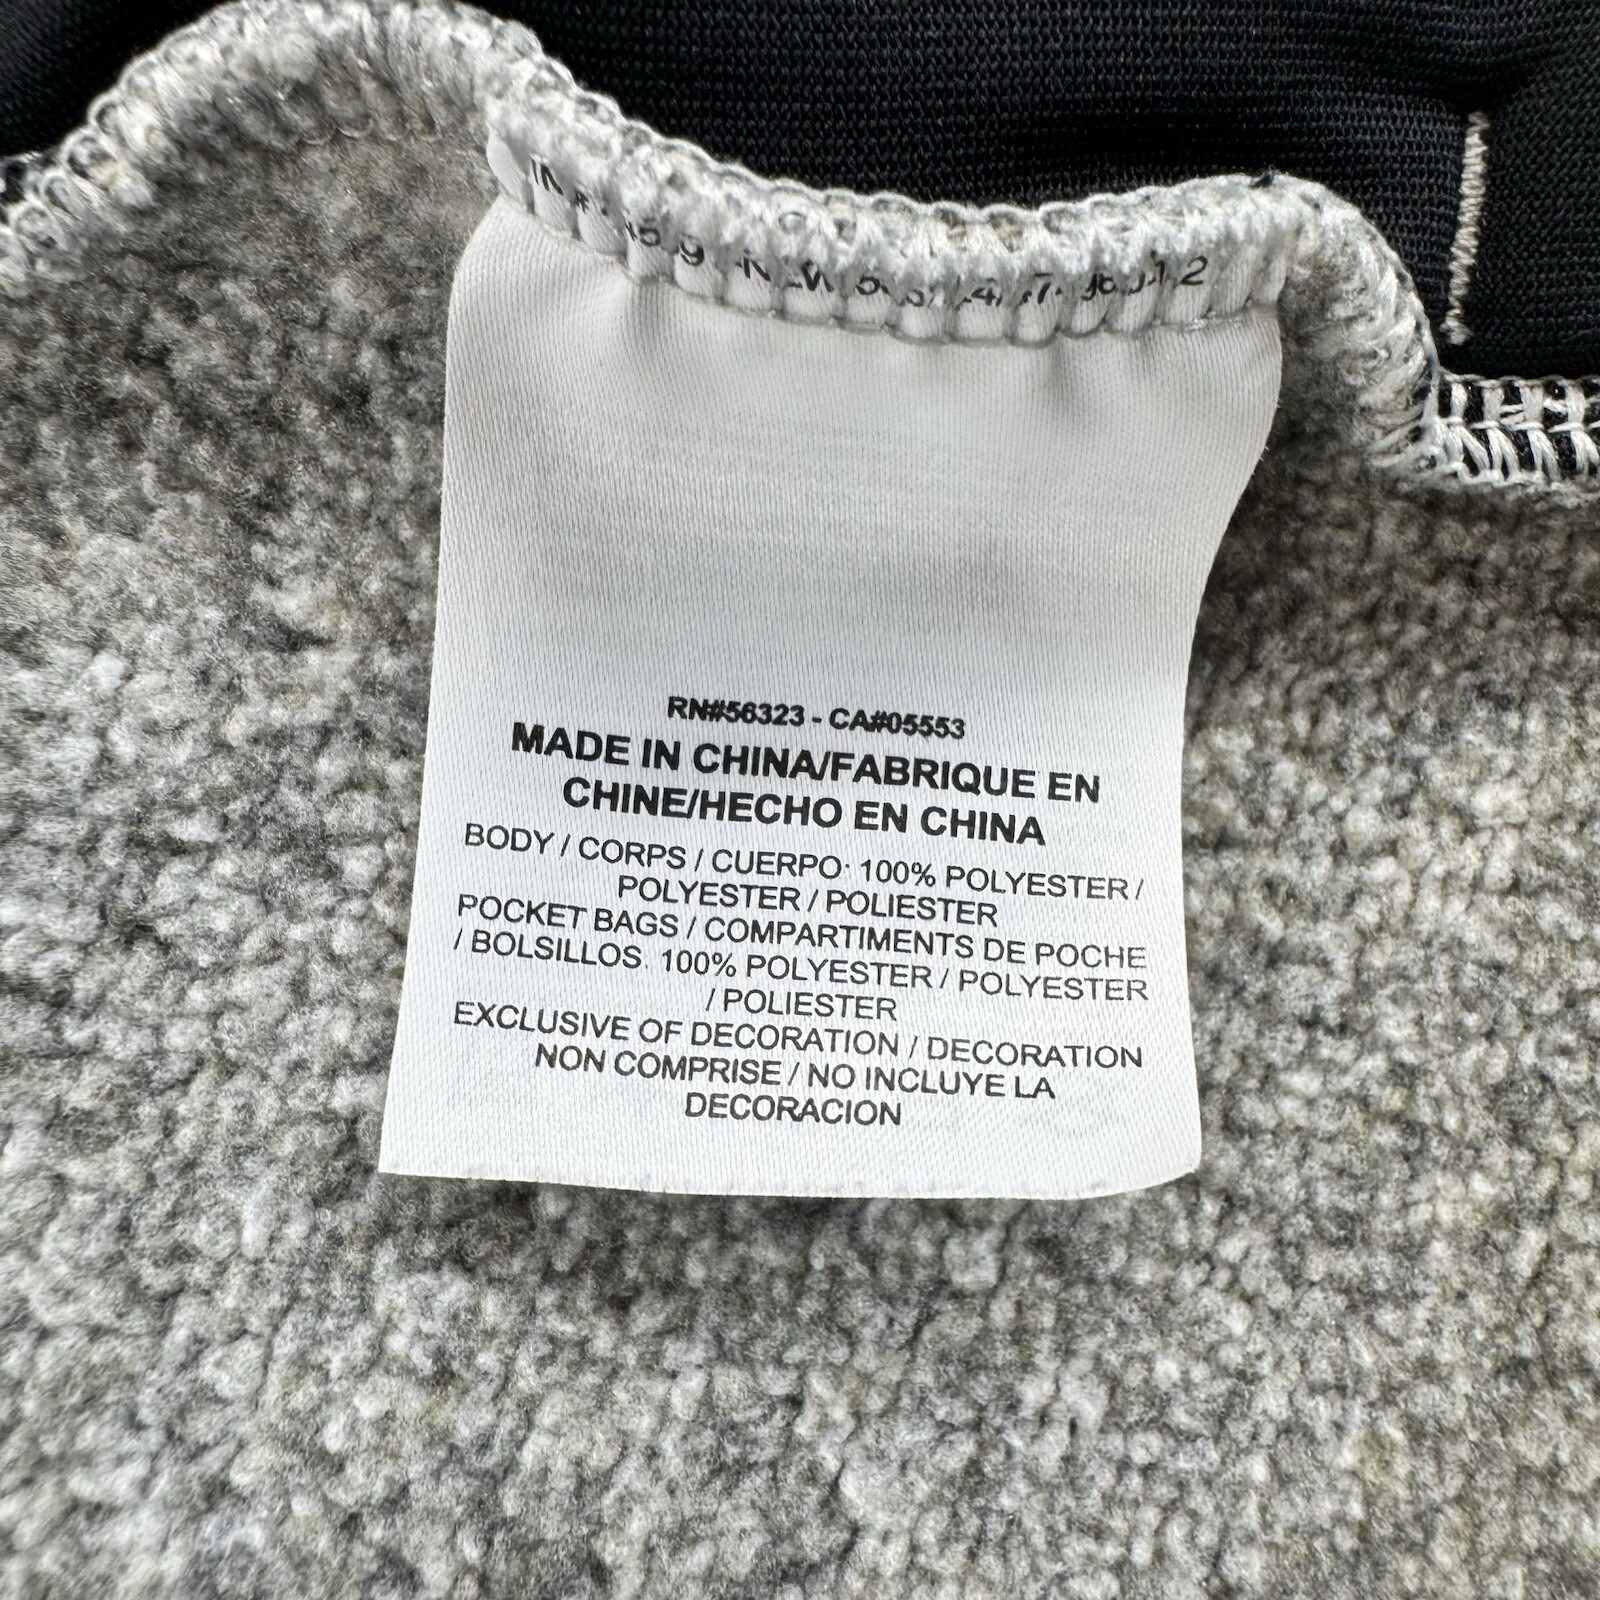 RN#56323 - CA#05553
MADE IN CHINA/FABRIQUE EN
CHINE/HECHO EN CHINA
BODY / CORPS / CUERPO: 100% POLYESTER /
POLYESTER / POLIESTER
POCKET BAGS / COMPARTIMENTS DE POCHE
/ BOLSILLOS. 100% POLYESTER / POLYESTER
/ POLIESTER
EXCLUSIVE OF DECORATION / DECORATION
NON COMPRISE / NO INCLUYE LA
DECORACION